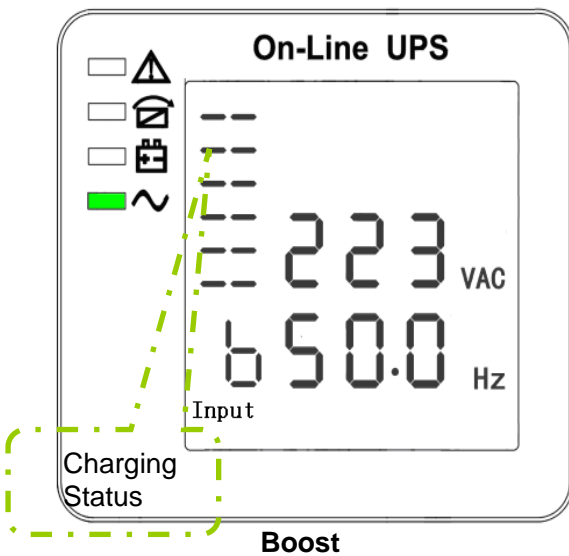 On-Line UPS
223 VAC
b 50.0 Hz
Input
Charging
Status
Boost